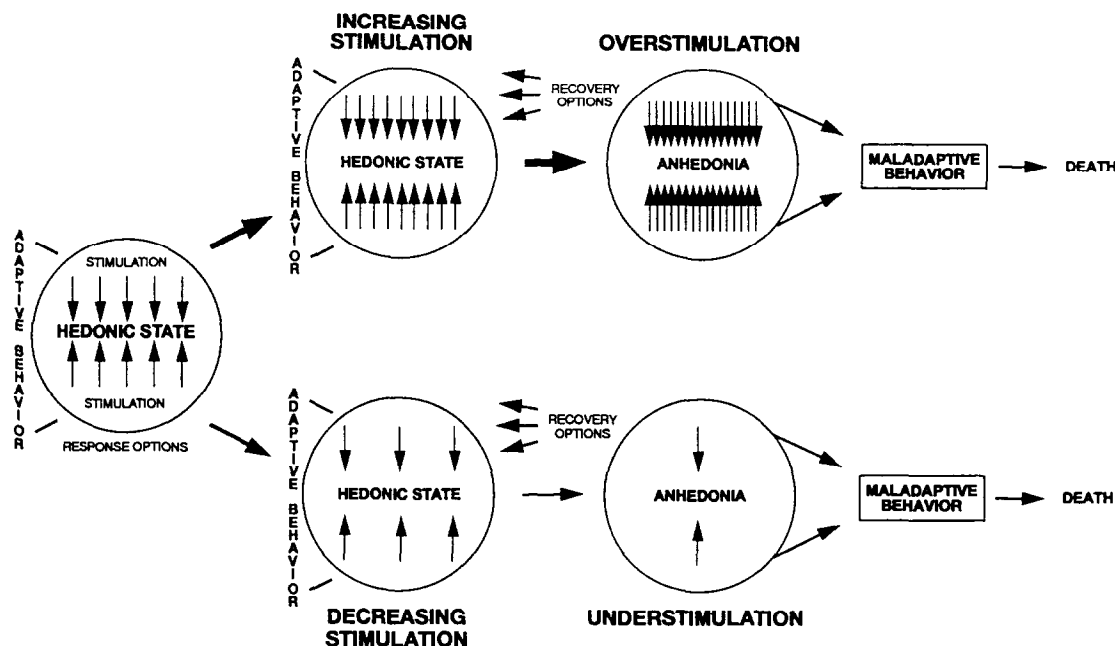 INCREASING
STIMULATION
OVERSTIMULATION
ADAPTIVE BEHAVIOR
RECOVERY
OPTIONS
HEDONIC STATE
ANHEDONIA
MALADAPTIVE
BEHAVIOR
DEATH
ADAPTIVE BEHAVIOR
STIMULATION
HEDONIC STATE
STIMULATION
RESPONSE OPTIONS
ADAPTIVE BEHAVIOR
RECOVERY
OPTIONS
HEDONIC STATE
ANHEDONIA
MALADAPTIVE
BEHAVIOR
DEATH
DECREASING
STIMULATION
UNDERSTIMULATION